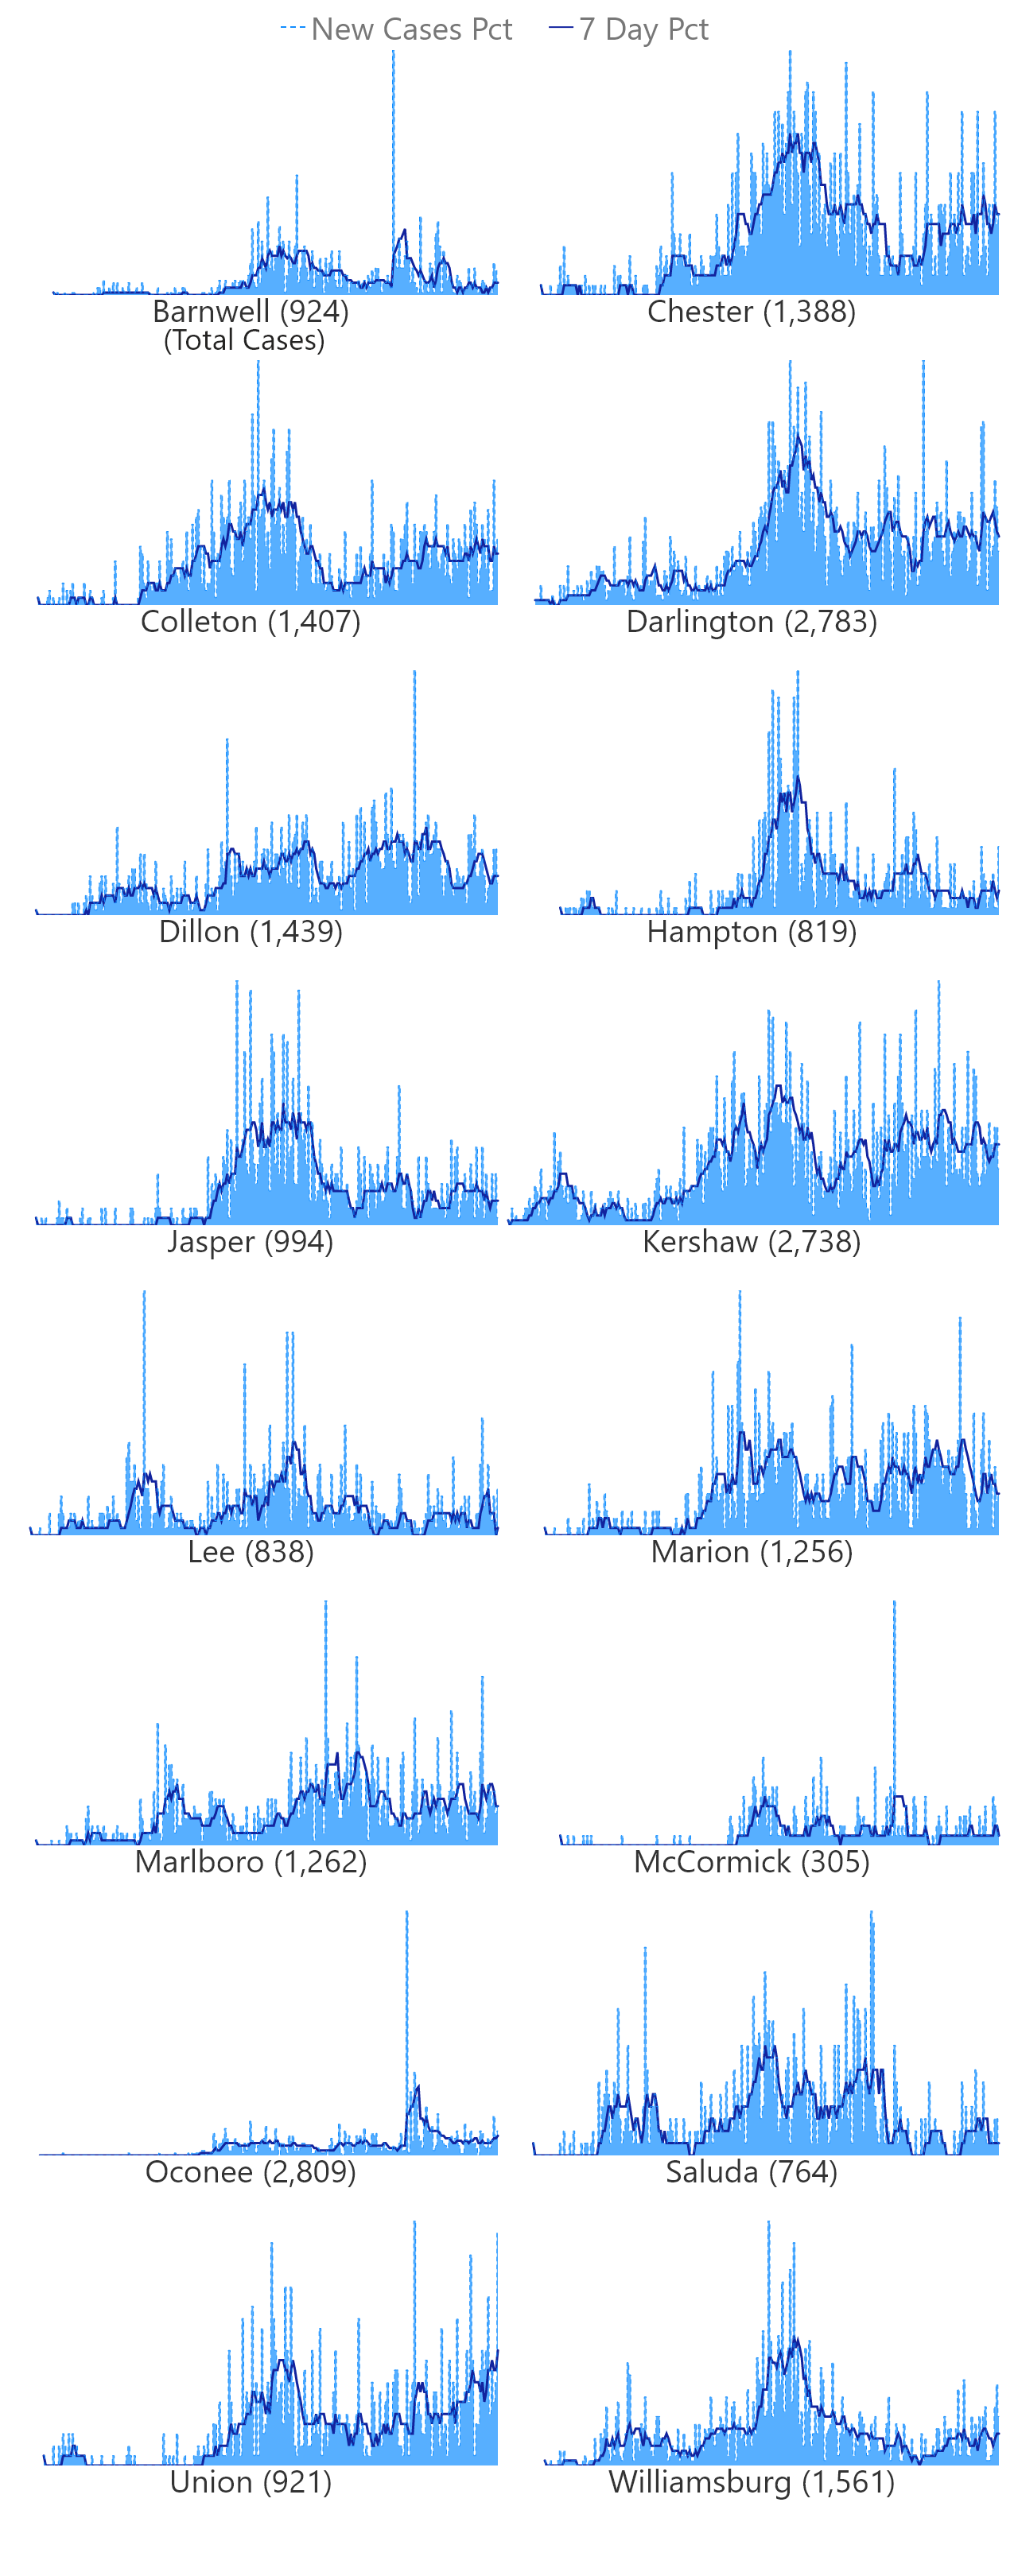 New Cases Pct 7 Day Pct
Barnwell (924) Chester (1,388)
(Total Cases)
Colleton (1,407) Darlington (2,783)
Dillon (1,439) Hampton (819)
Jasper (994) Kershaw (2,738)
Lee (838) Marion (1,256)
Marlboro (1,262) McCormick (305)
Oconee (2,809) Saluda (764)
Union (921) Williamsburg (1,561)